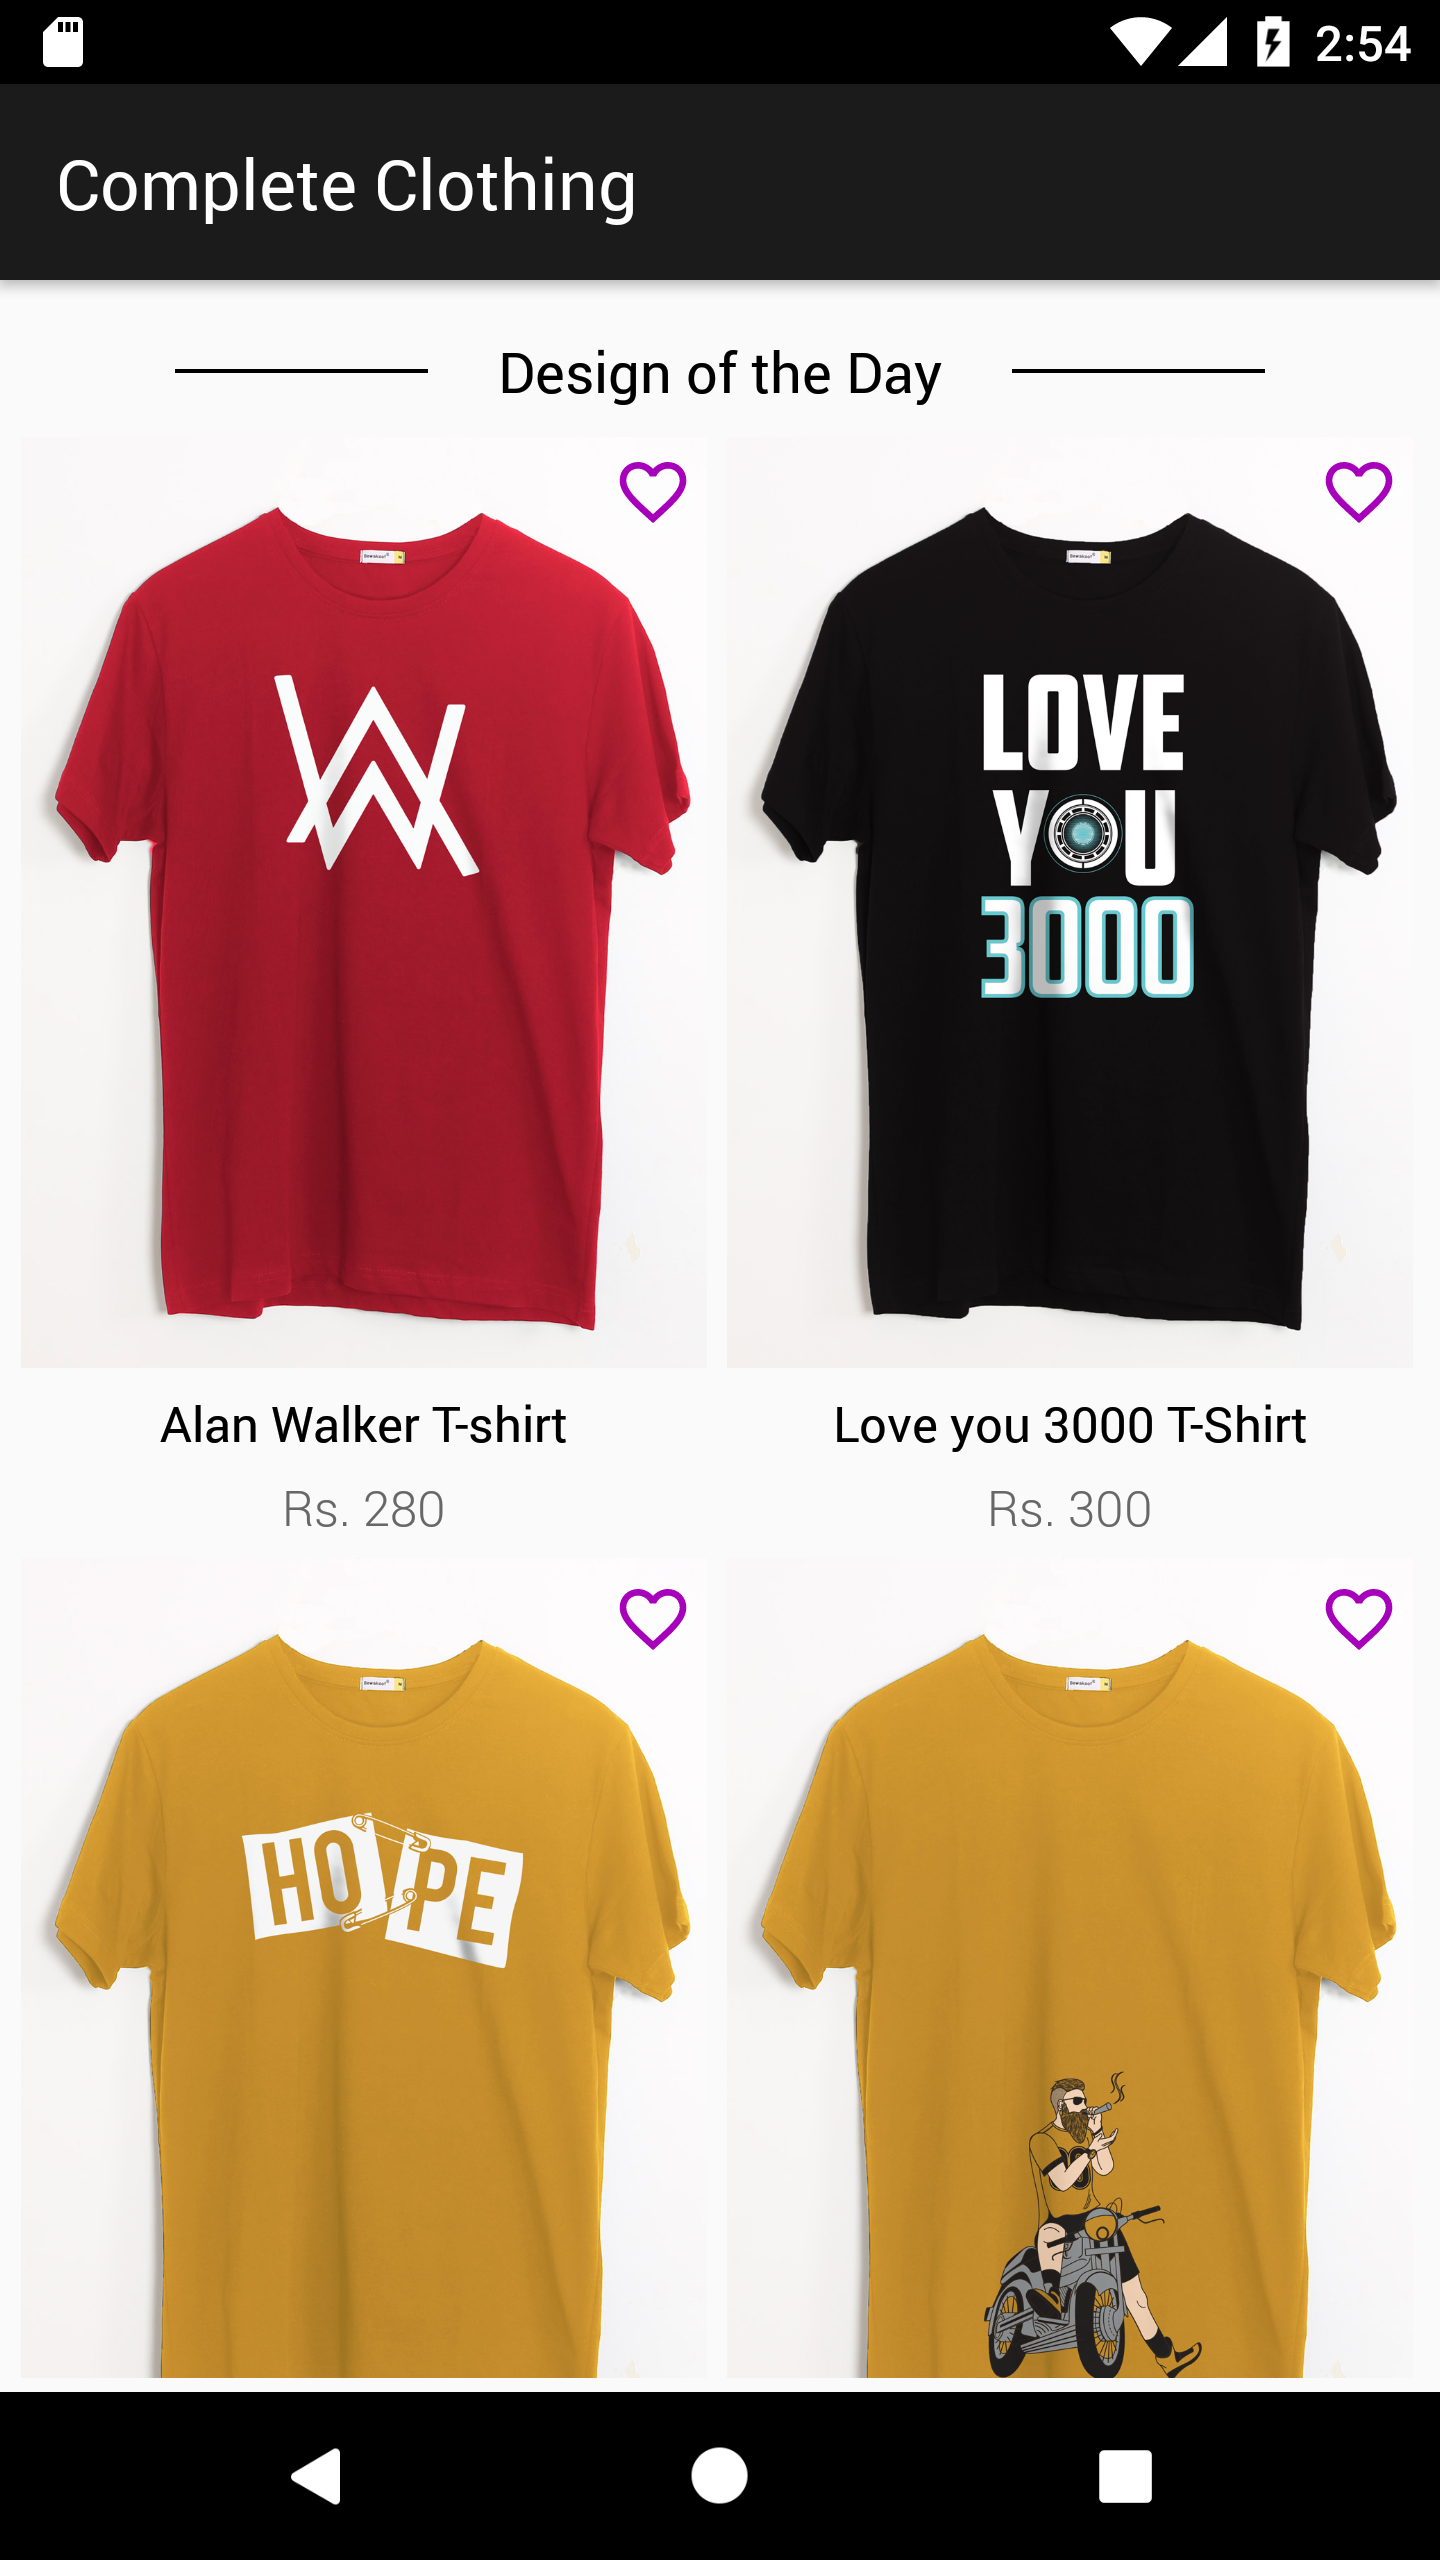 2:54
Complete Clothing
Design of the Day
LOVE
YOU
3000
Alan Walker T-shirt
Love you 3000 T-Shirt
Rs. 280
Rs. 300
HOPE